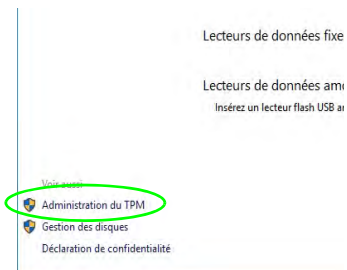 Lecteurs de données fixe
Lecteurs de données amo
Insérez un lecteur flash USB a
Voir aussi
Administration du TPM
Gestion des disques
Déclaration de confidentialité